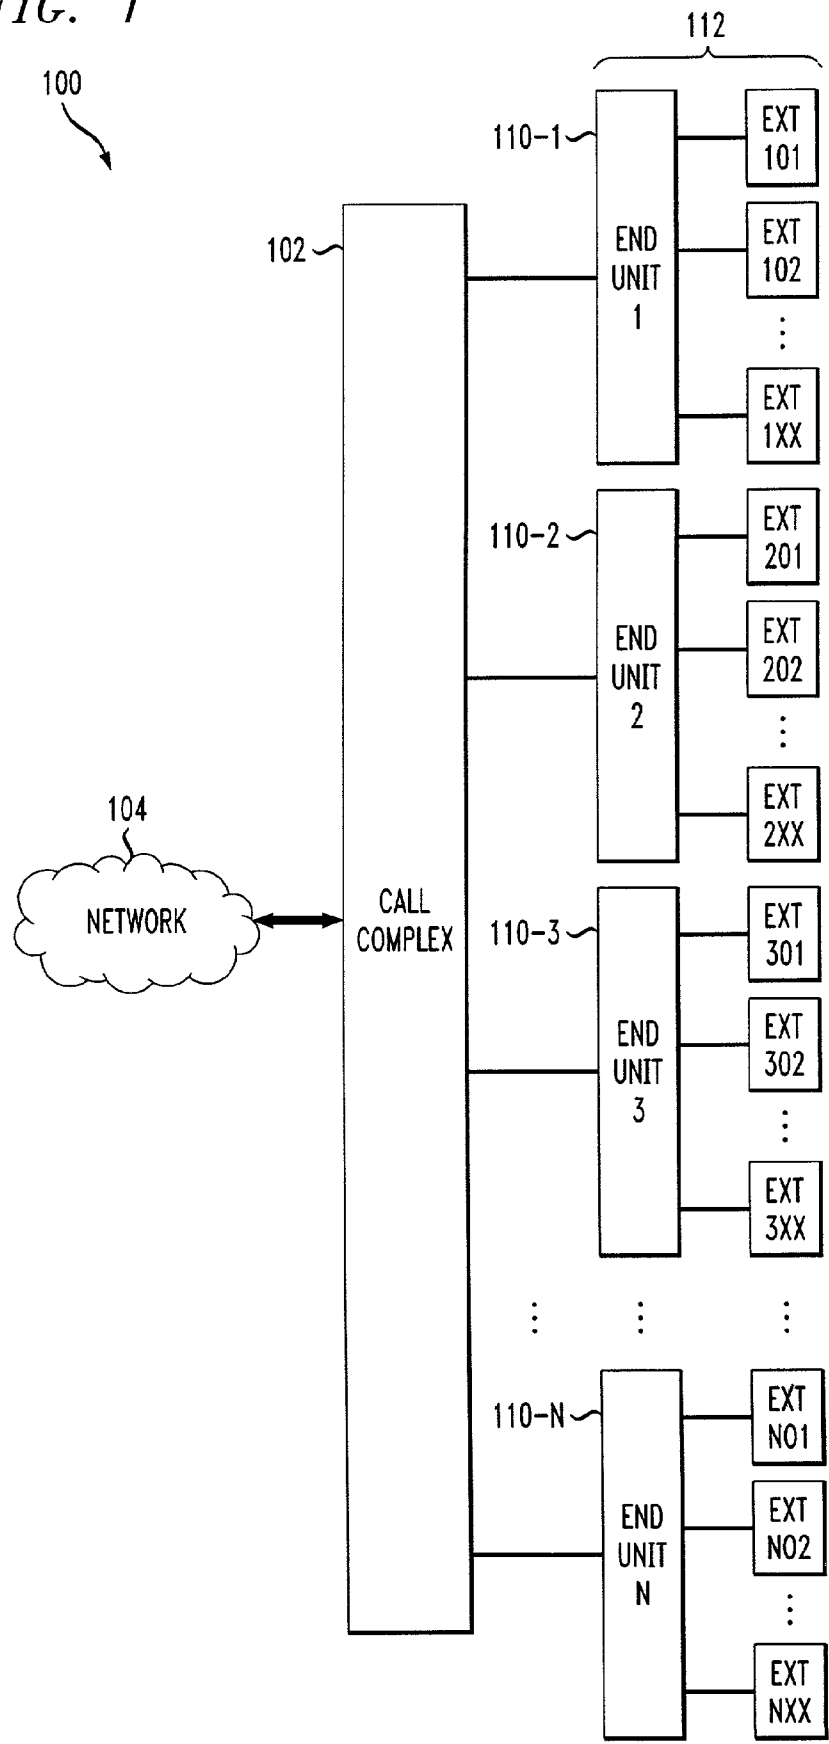 FIG. 1
112
100
110-1
EXT
101
EXT
102
END
UNIT
1
EXT
1XX
102
110-2
EXT
201
EXT
202
END
UNIT
2
EXT
2XX
104
NETWORK
CALL
COMPLEX
110-3
EXT
301
EXT
302
END
UNIT
3
EXT
3XX
110-N
EXT
N01
EXT
N02
END
UNIT
N
EXT
NXX